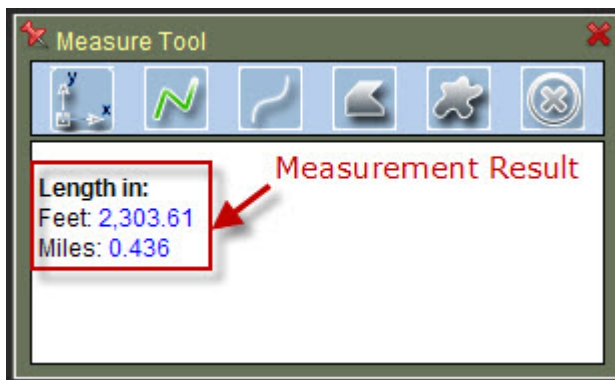 Measure Tool
y
x
Measurement Result
Length in:
Feet: 2,303.61
Miles: 0.436